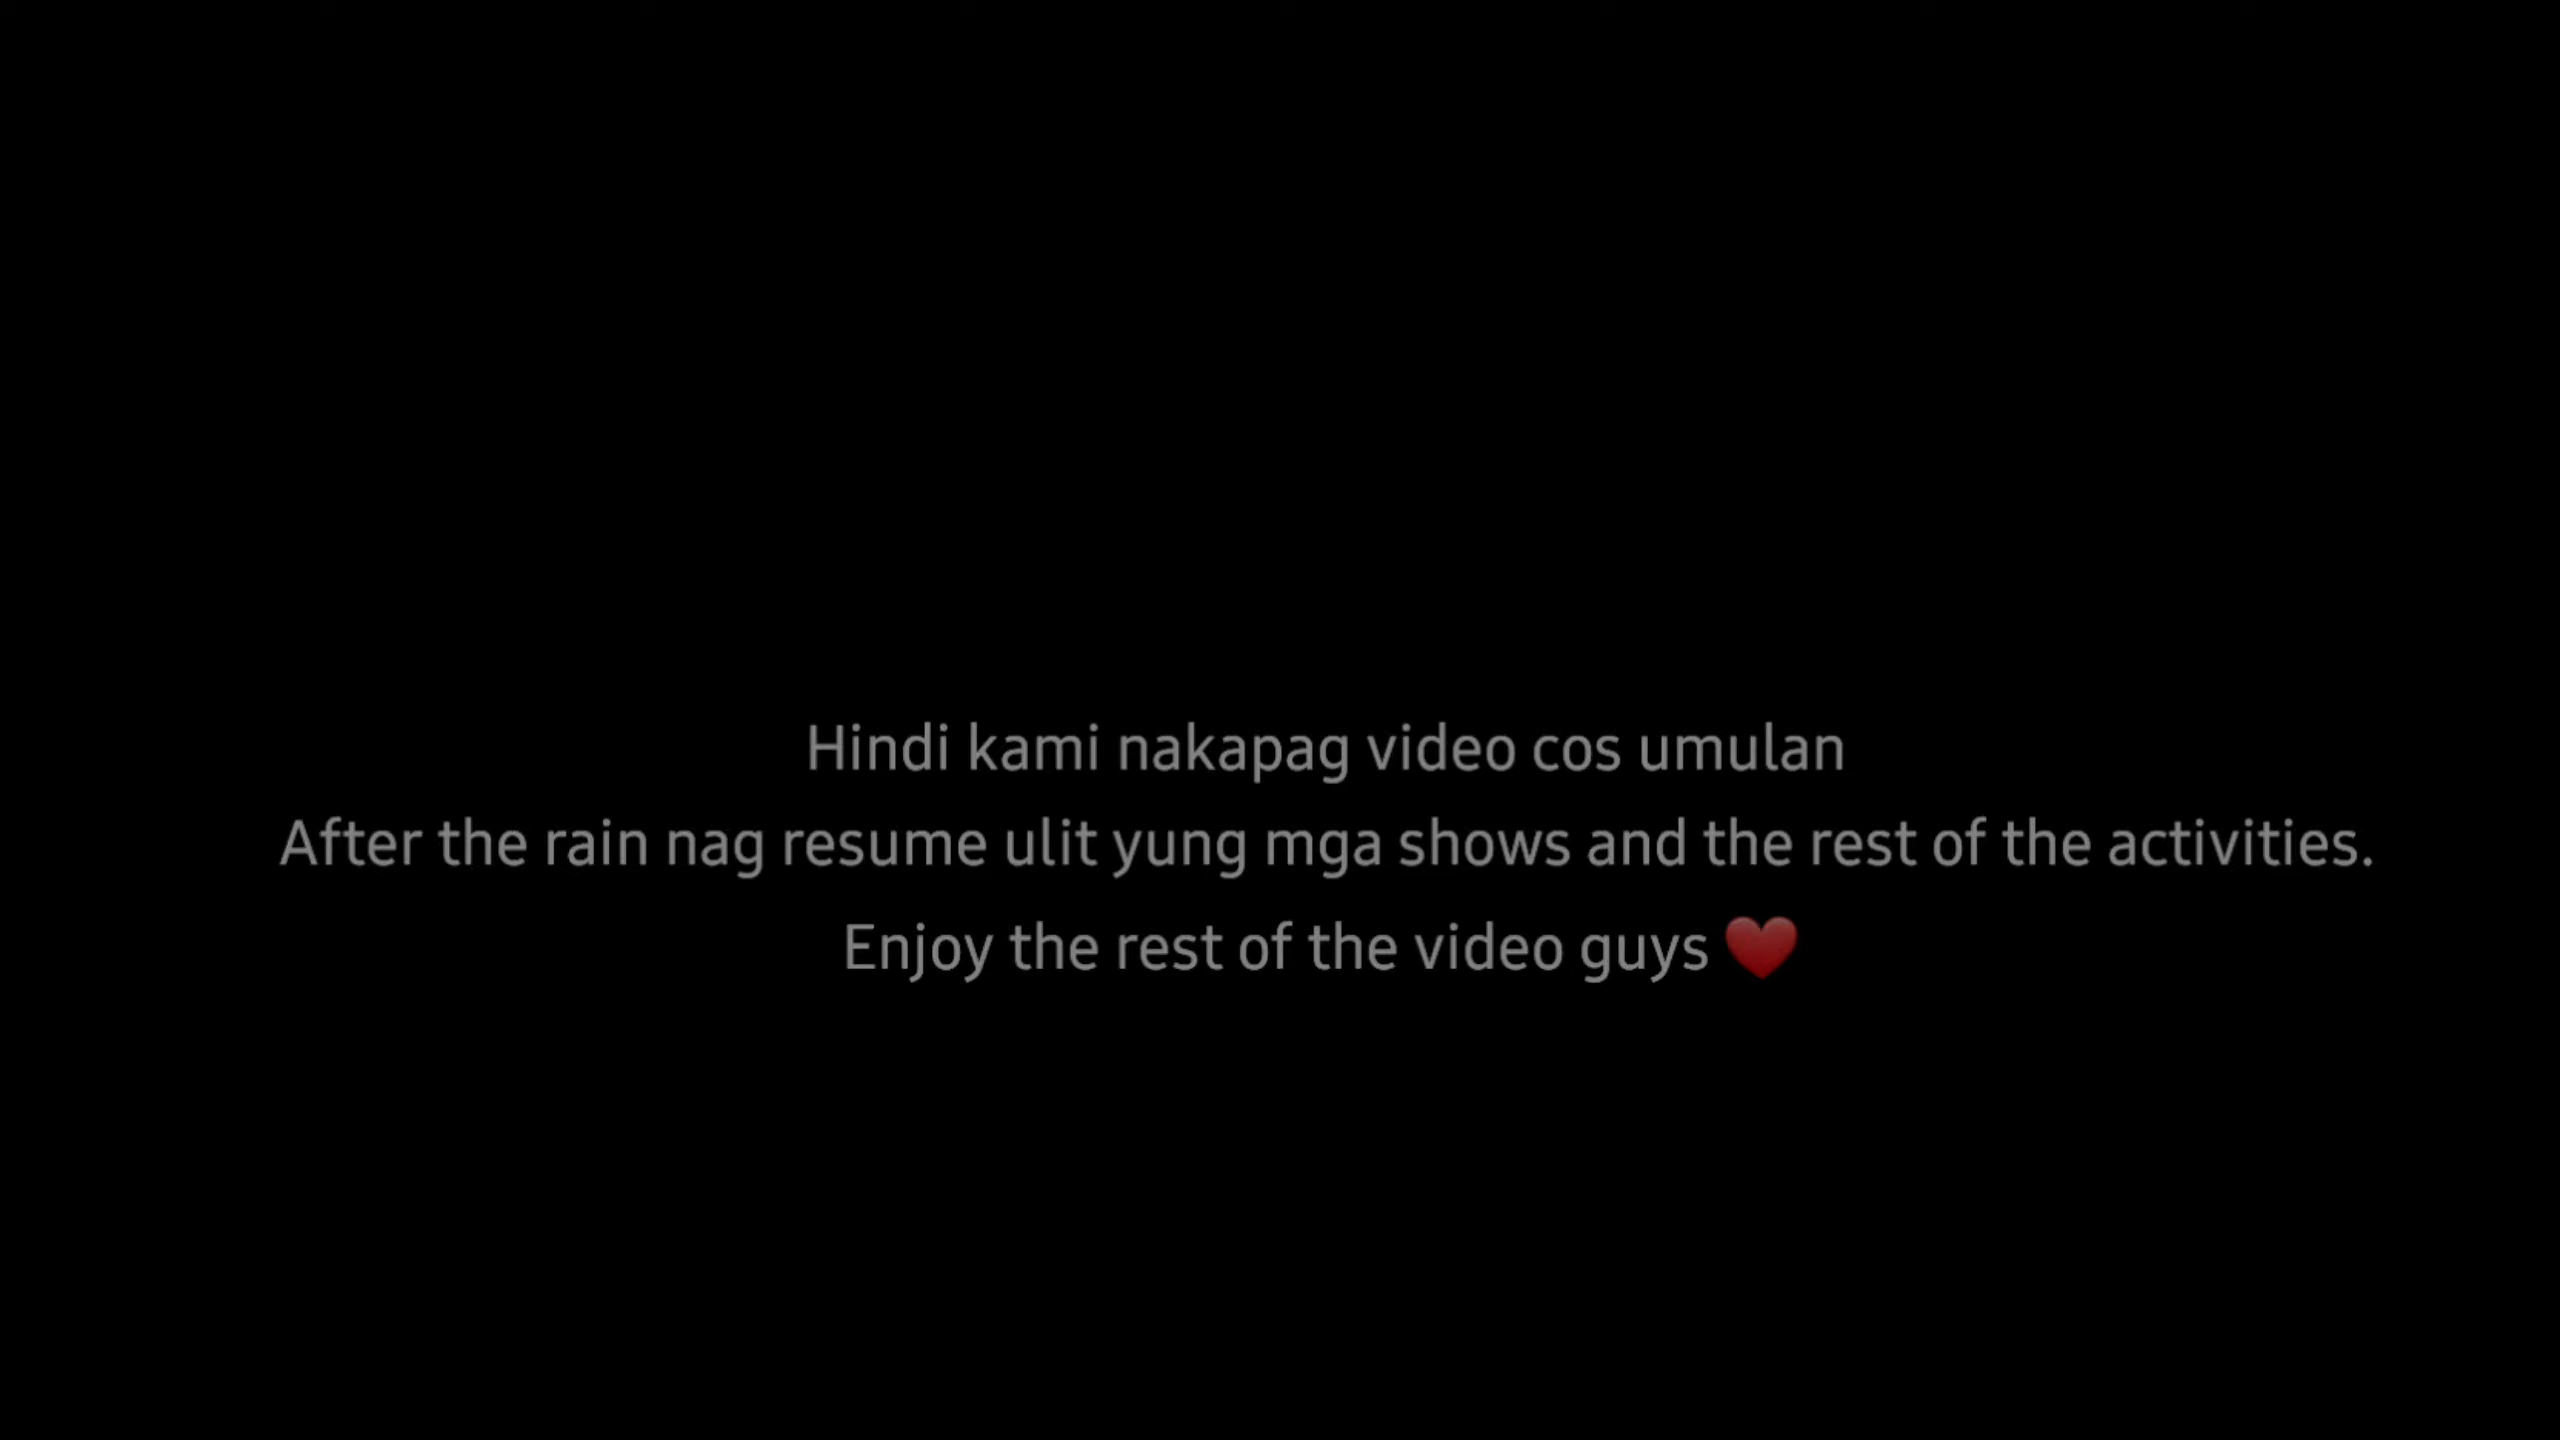 Hindi kami nakapag video cos umulan
After the rain nag resume ulit yung mga shows and the rest of the activities.
Enjoy the rest of the video guys ❤️